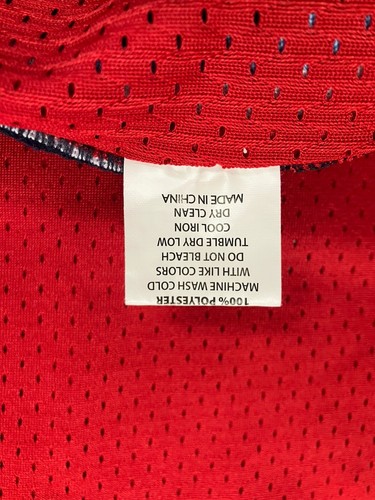 100% POLYESTER
MACHINE WASH COLD
WITH LIKE COLORS
DO NOT BLEACH
TUMBLE DRY LOW
COOL IRON
DRY CLEAN
MADE IN CHINA